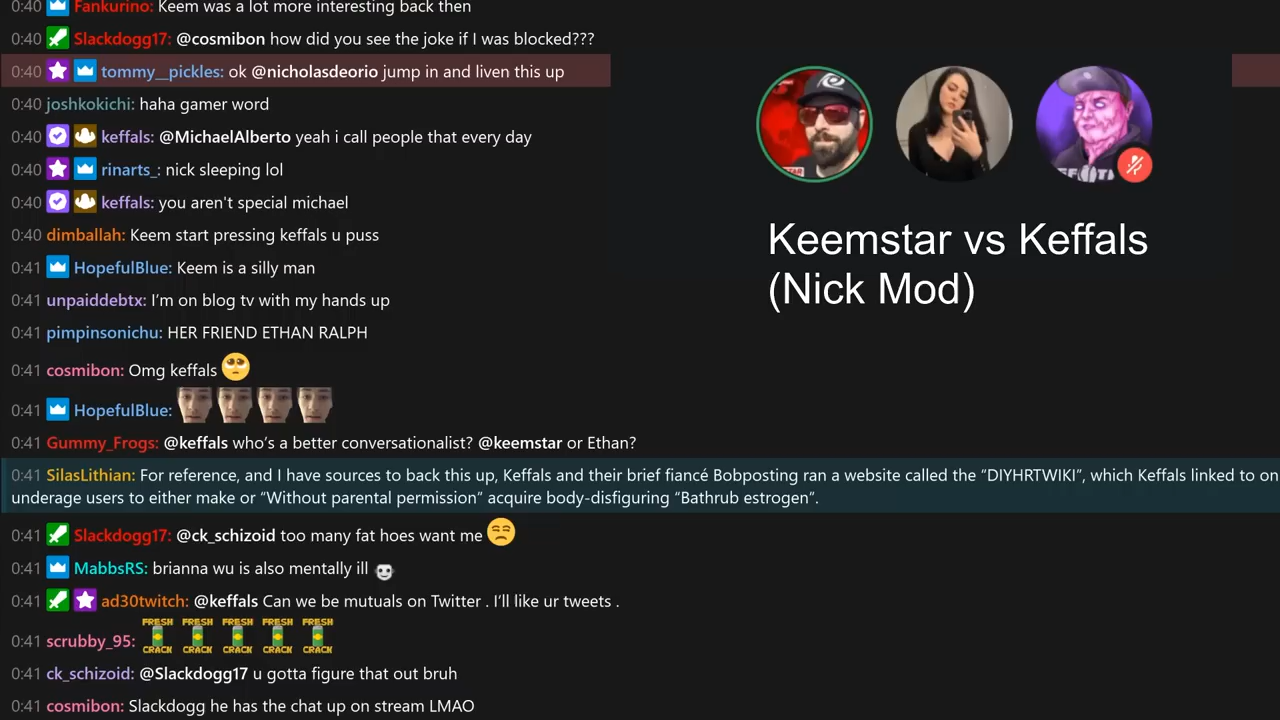 0:40 Fankurino: Keem was a lot more interesting back then
0:40 Slackdogg17: @cosmibon how did you see the joke if I was blocked???
0:40 tommy__pickles: ok @nicholasdeorio jump in and liven this up
0:40 joshkokichi: haha gamer word
0:40 keffals: @MichaelAlberto yeah i call people that every day
0:40 rinarts_: nick sleeping lol
0:40 keffals: you aren't special michael
0:40 dimballah: Keem start pressing keffals u puss
0:41 HopefulBlue: Keem is a silly man
0:41 unpaiddebtx: I’m on blog tv with my hands up
0:41 pimpinsonichu: HER FRIEND ETHAN RALPH
0:41 cosmibon: Omg keffals
0:41 HopefulBlue:
0:41 Gummy_Frogs: @keffals who’s a better conversationalist? @keemstar or Ethan?
0:41 SilasLithian: For reference, and I have sources to back this up, Keffals and their brief fiancé Bobposting ran a website called the “DIYHRTWIKI”, which Keffals linked to on
underage users to either make or “Without parental permission” acquire body-disfiguring “Bathrub estrogen”.
0:41 Slackdogg17: @ck_schizoid too many fat hoes want me
0:41 MabbsRS: brianna wu is also mentally ill
0:41 ad30twitch: @keffals Can we be mutuals on Twitter . I’ll like ur tweets .
0:41 scrubby_95: FRESH CRACK FRESH CRACK FRESH CRACK FRESH CRACK FRESH CRACK
0:41 ck_schizoid: @Slackdogg17 u gotta figure that out bruh
0:41 cosmibon: Slackdogg he has the chat up on stream LMAO
Keemstar vs Keffals
(Nick Mod)